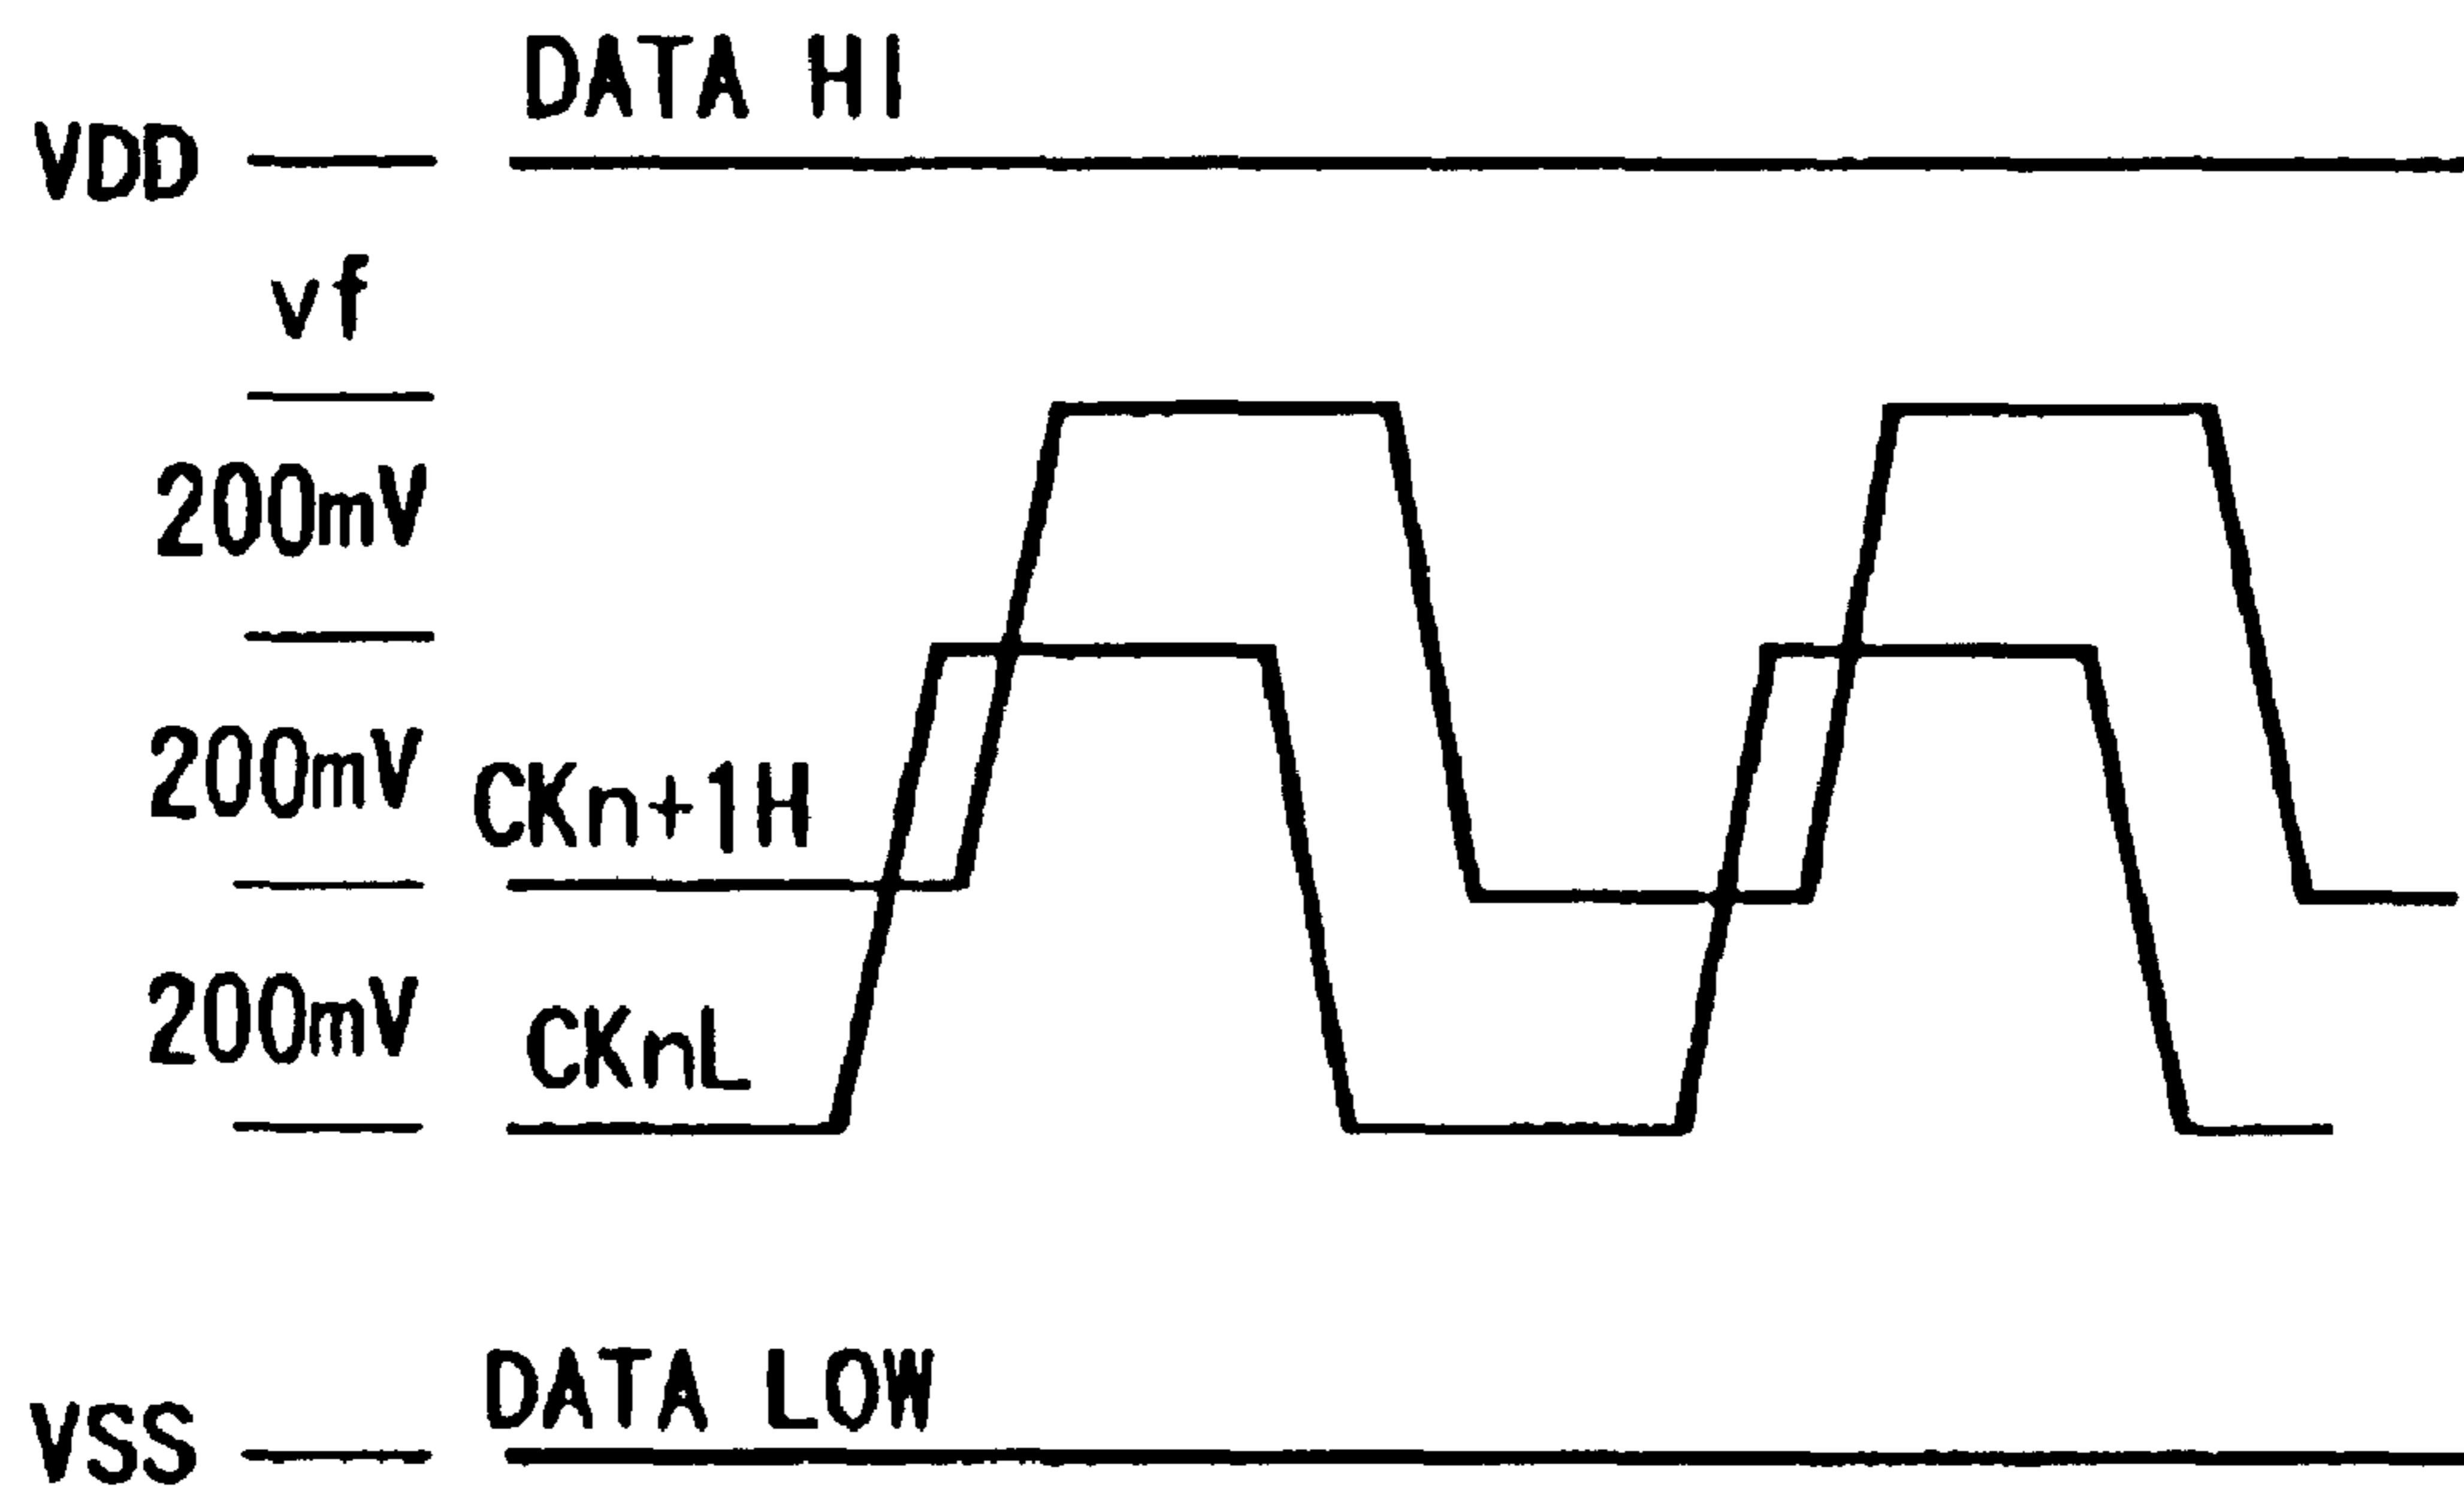 DATA HI
VDD
vf
200mV
200mV
CKn+1H
200mV
CKnL
DATA LOW
VSS